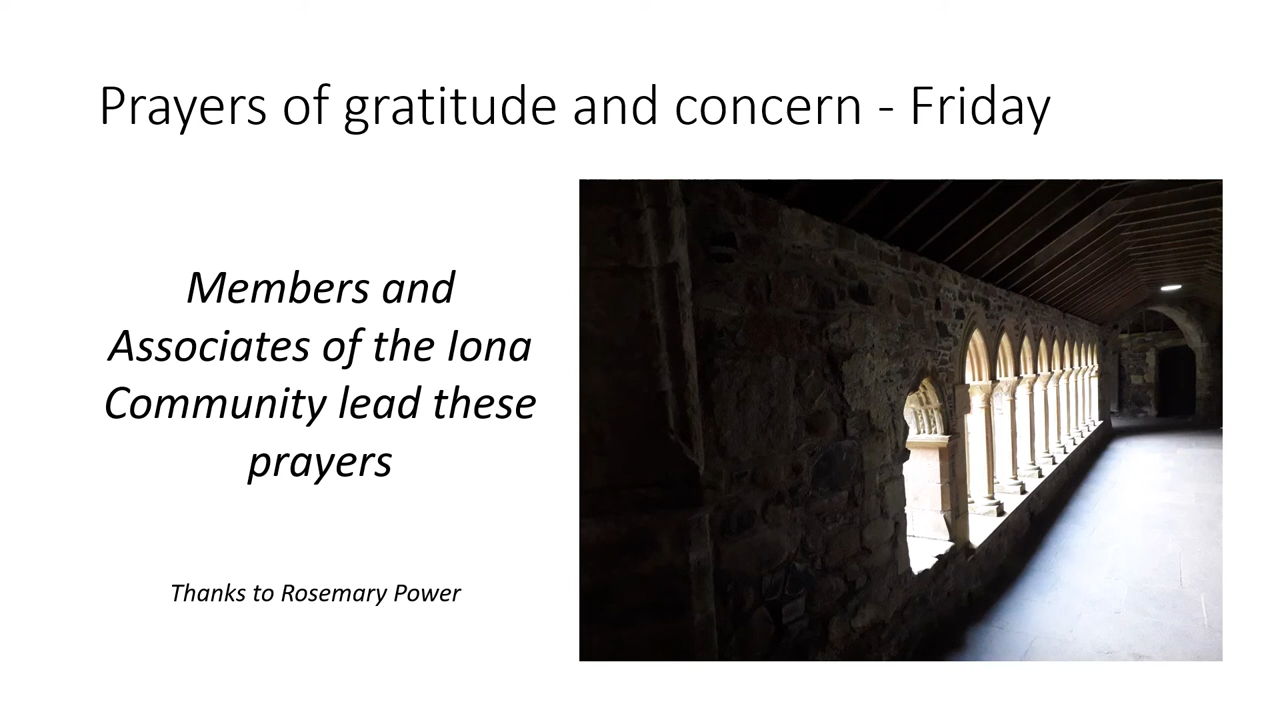 Prayers of gratitude and concern - Friday
Members and
Associates of the Iona
Community lead these
prayers
Thanks to Rosemary Power